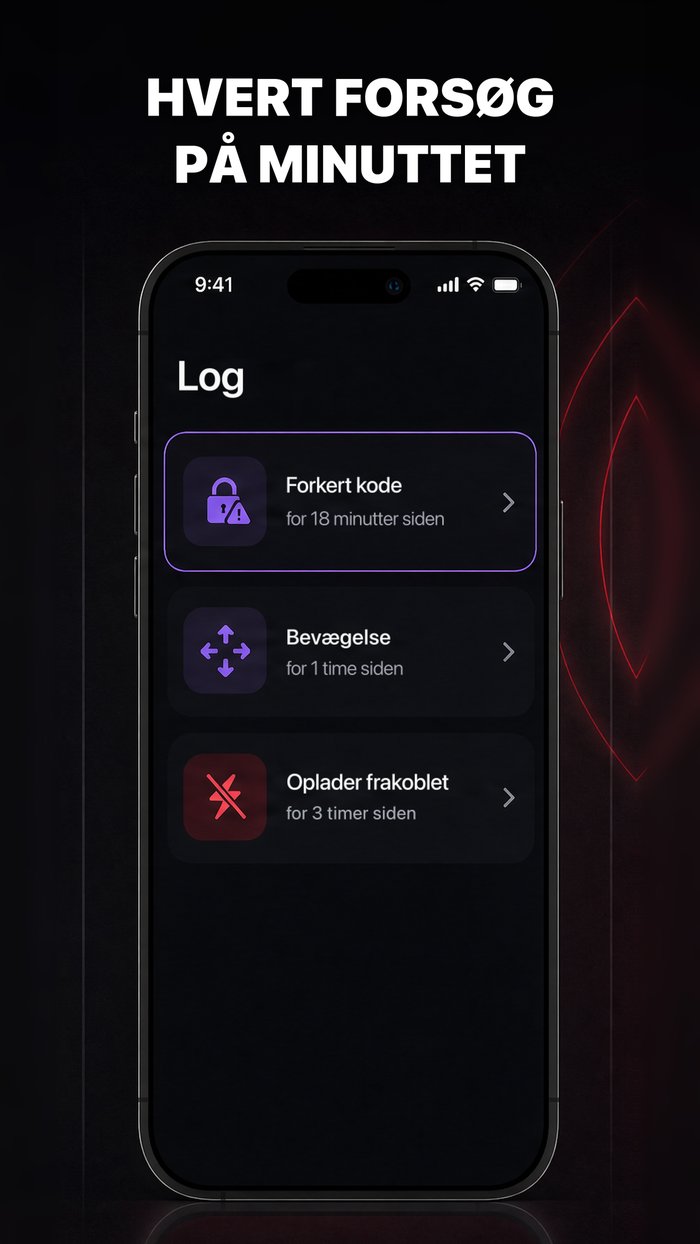 HVERT FORSØG
PÅ MINUTTET
9:41
Log
Forkert kode
for 18 minutter siden
Bevægelse
for 1 time siden
Oplader frakoblet
for 3 timer siden